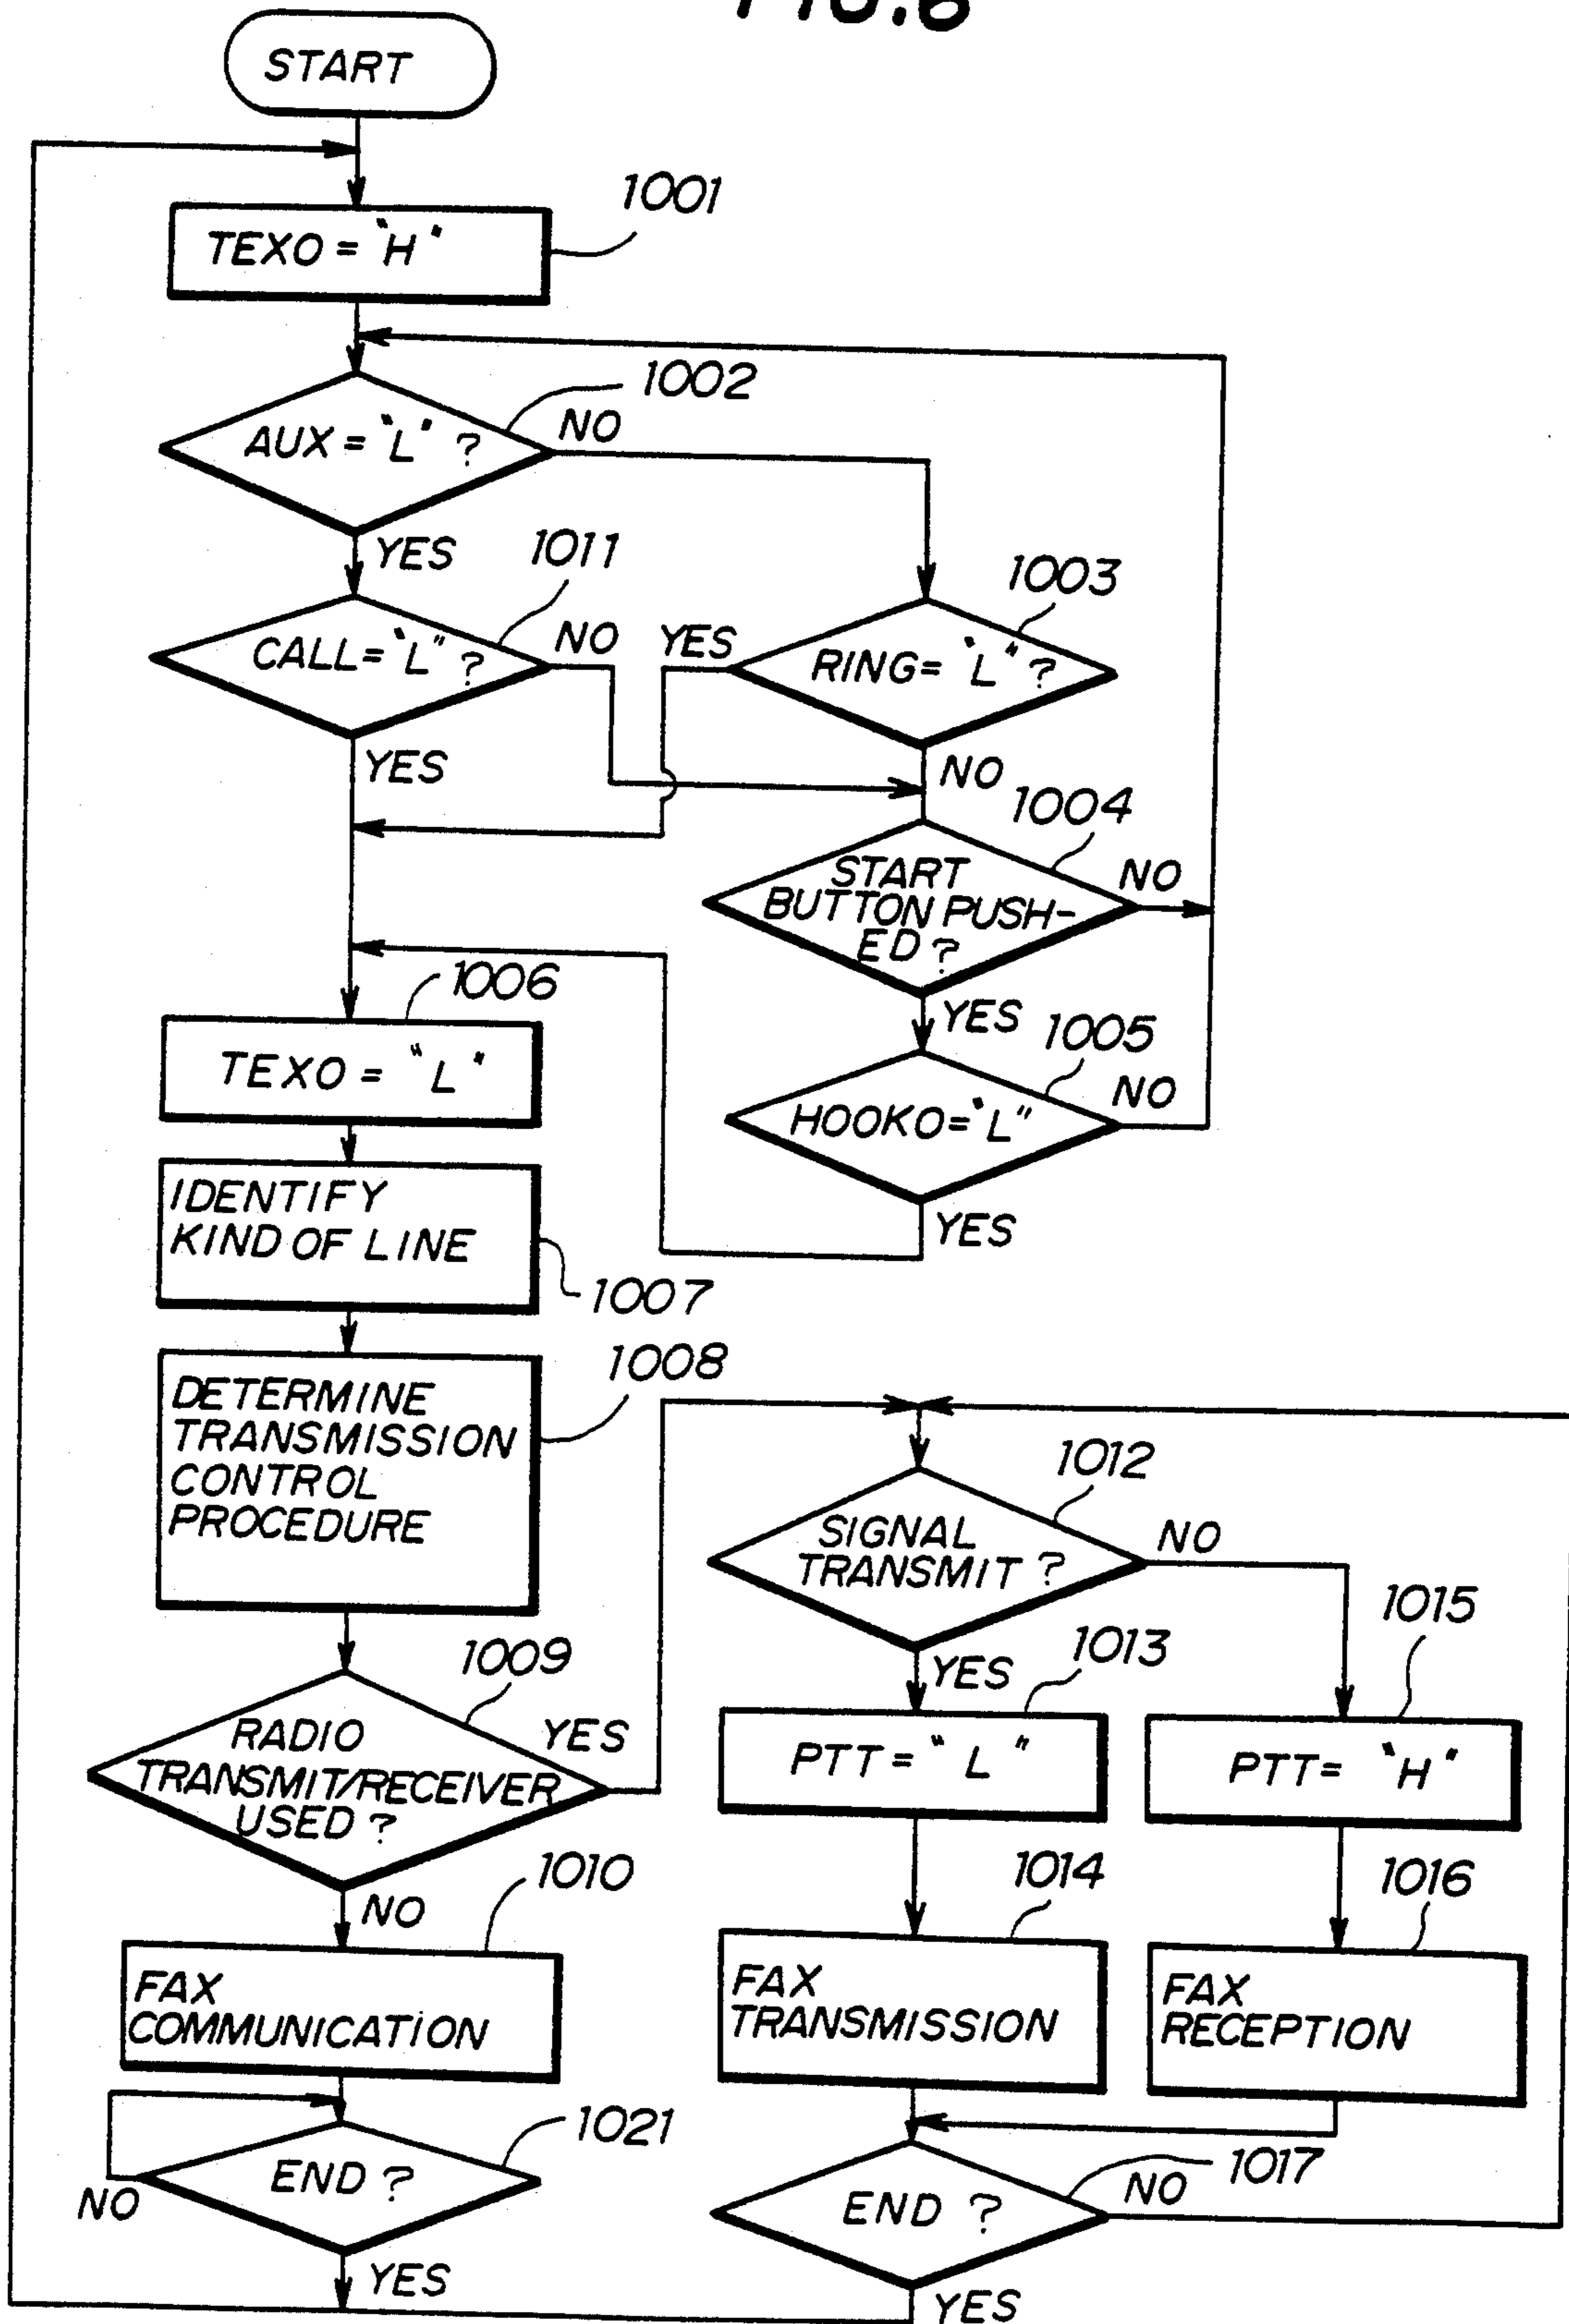 FIG.6
START
1001
TEXO = "H"
1002
AUX = "L" ?
NO
YES
1011
1003
CALL = "L" ?
NO
YES
RING = "L" ?
YES
NO
1004
START
BUTTON PUSH-
ED ?
NO
1006
YES
1005
TEXO = "L"
HOOKO = "L"
NO
IDENTIFY
KIND OF LINE
YES
1007
1008
DETERMINE
TRANSMISSION
CONTROL
PROCEDURE
1012
SIGNAL
TRANSMIT ?
NO
1015
1009
YES
1013
RADIO
TRANSMIT/RECEIVER
USED ?
YES
PTT = "L"
PTT = "H"
1010
1014
1016
NO
FAX
COMMUNICATION
FAX
TRANSMISSION
FAX
RECEPTION
1021
1017
END ?
NO
END ?
NO
YES
YES